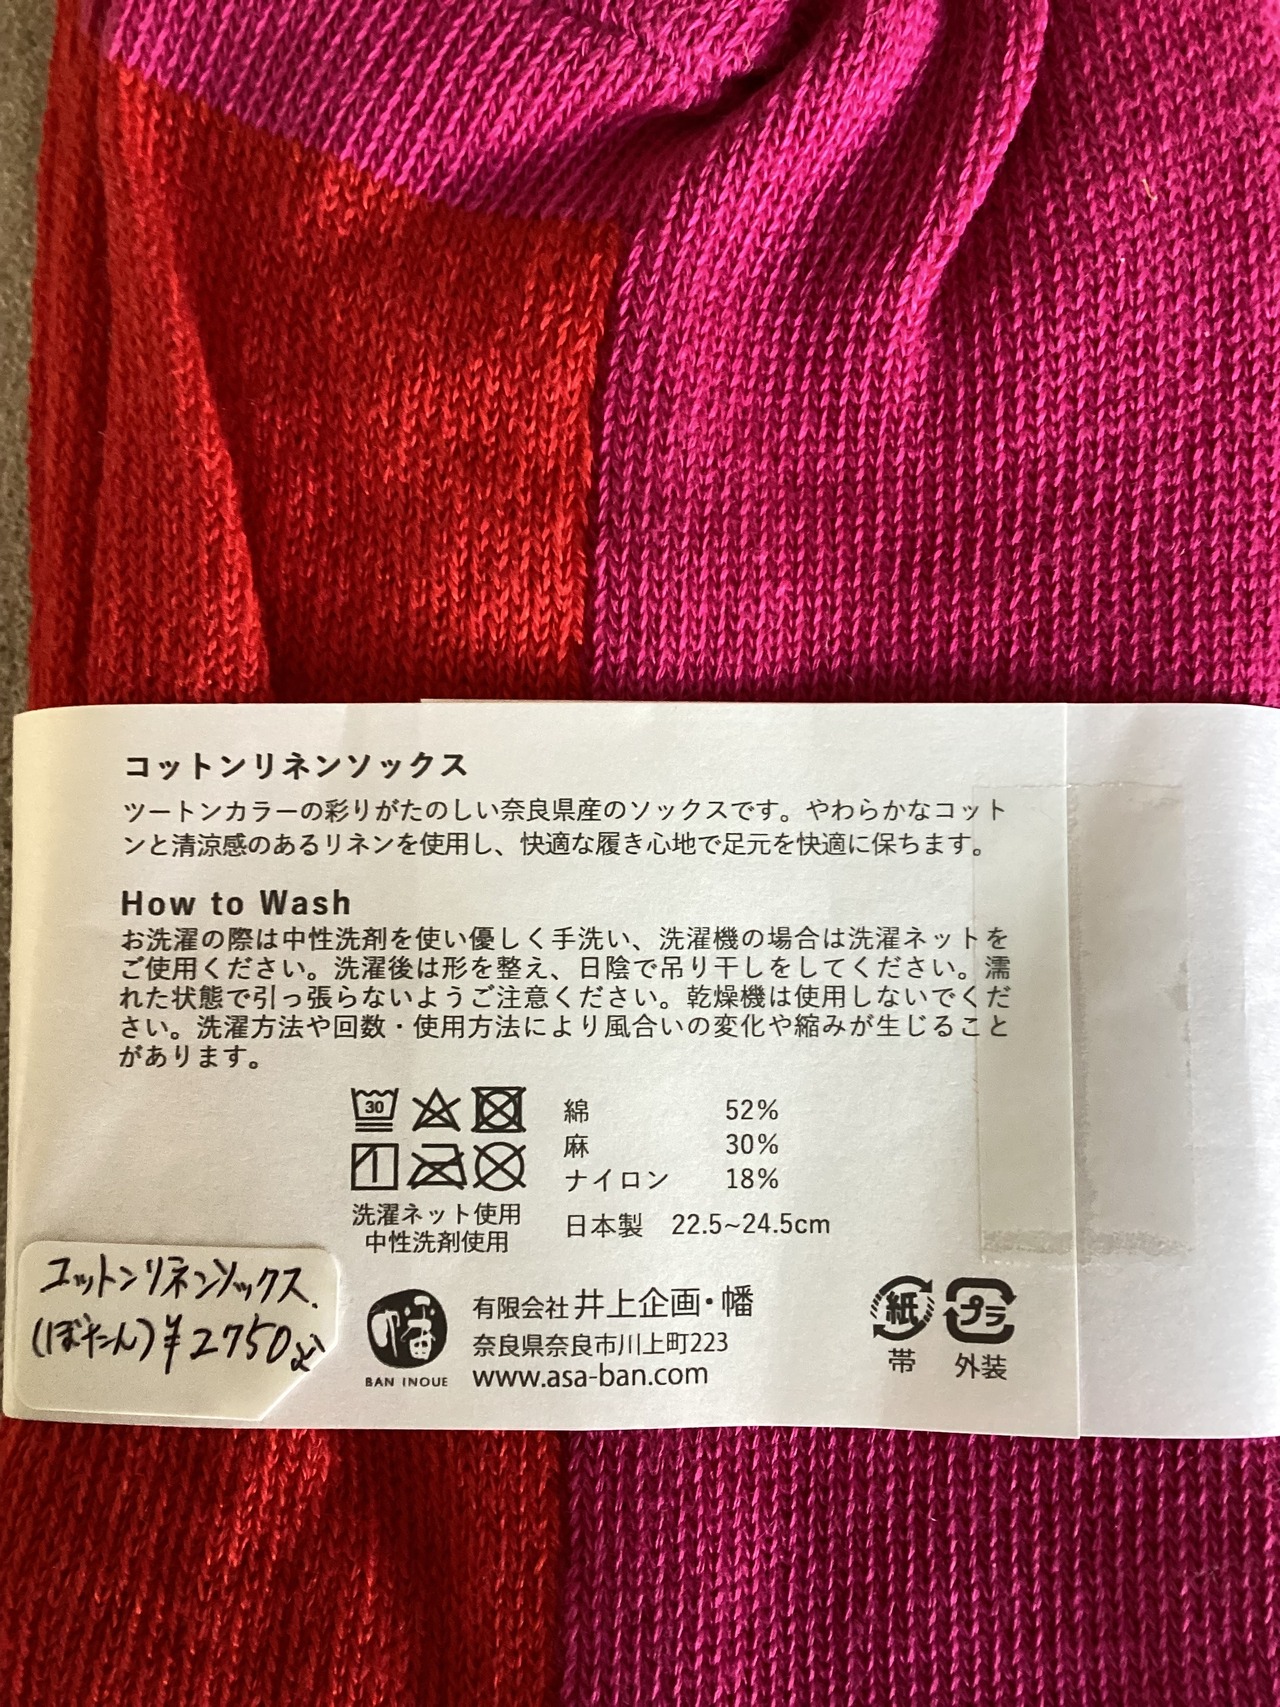 コットンリネンソックス
ツートンカラーの彩りがたのしい奈良県産のソックスです。やわらかなコット
ンと清涼感のあるリネンを使用し、快適な履き心地で足元を快適に保ちます。
How to Wash
お洗濯の際は中性洗剤を使い優しく手洗い、洗濯機の場合は洗濯ネットを
ご使用ください。洗濯後は形を整え、日陰で吊り干しをしてください。濡
れた状態で引っ張らないようご注意ください。乾燥機は使用しないでくだ
さい。洗濯方法や回数・使用方法により風合いの変化や縮みが生じること
があります。
30
洗濯ネット使用
中性洗剤使用
綿 52%
麻 30%
ナイロン 18%
日本製 22.5~24.5cm
コットンリネンソックス.
(ぼたん)¥2750
BAN INOUE
有限会社 井上企画・幡
奈良県奈良市川上町223
www.asa-ban.com
紙
帯
プラ
外装